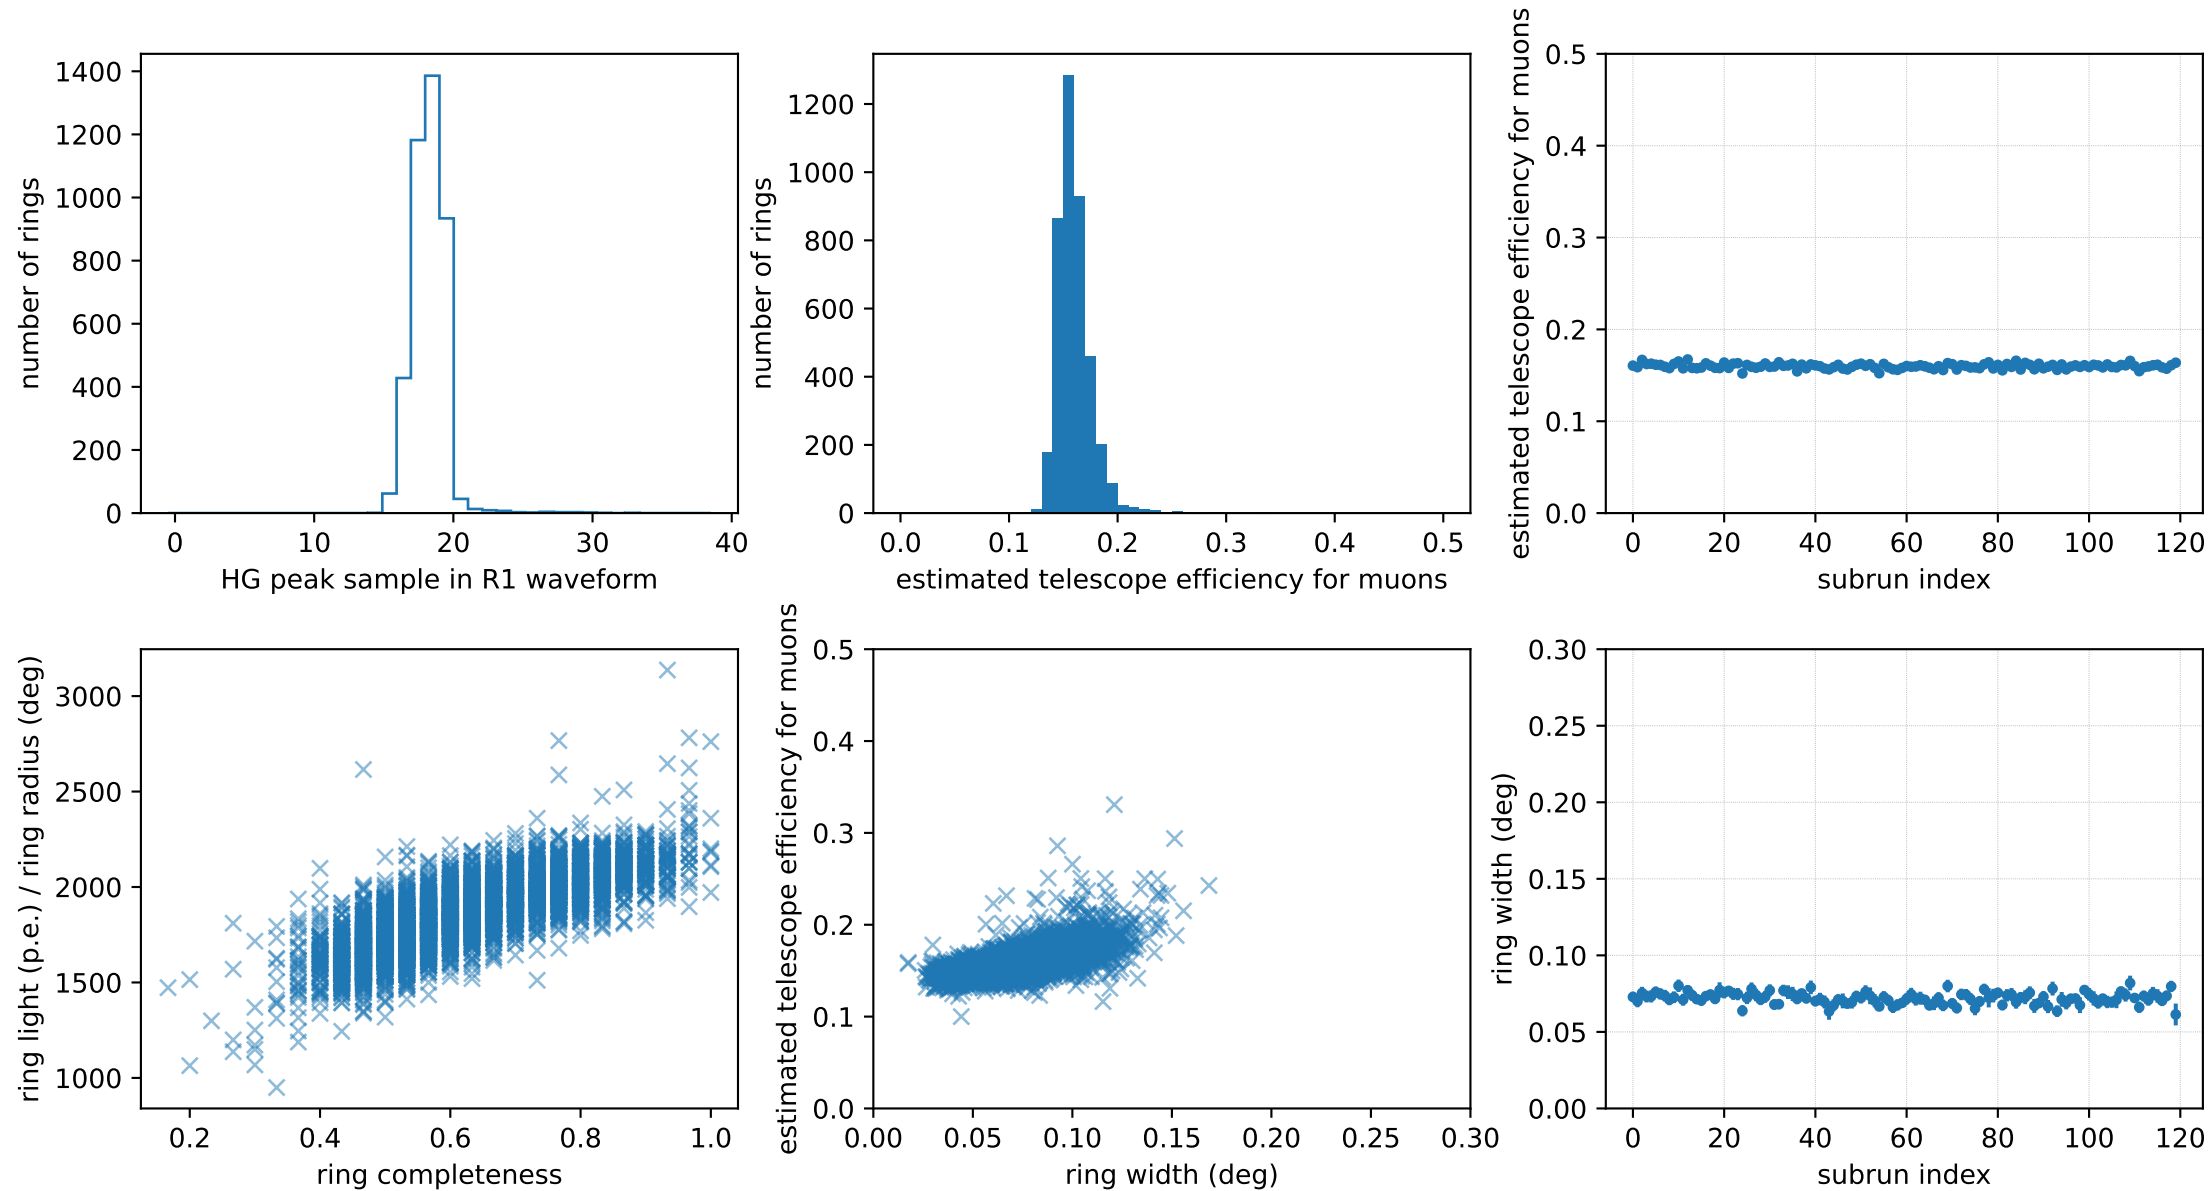 number of rings
1400
1200
1000
800
600
400
200
0
0 10 20 30 40
HG peak sample in R1 waveform
number of rings
1200
1000
800
600
400
200
0
0.0 0.1 0.2 0.3 0.4 0.5
estimated telescope efficiency for muons
estimated telescope efficiency for muons
0.5
0.4
0.3
0.2
0.1
0.0
0 20 40 60 80 100 120
subrun index
ring light (p.e.) / ring radius (deg)
3000
2500
2000
1500
1000
0.2 0.4 0.6 0.8 1.0
ring completeness
estimated telescope efficiency for muons
0.5
0.4
0.3
0.2
0.1
0.0
0.00 0.05 0.10 0.15 0.20 0.25 0.30
ring width (deg)
ring width (deg)
0.30
0.25
0.20
0.15
0.10
0.05
0.00
0 20 40 60 80 100 120
subrun index